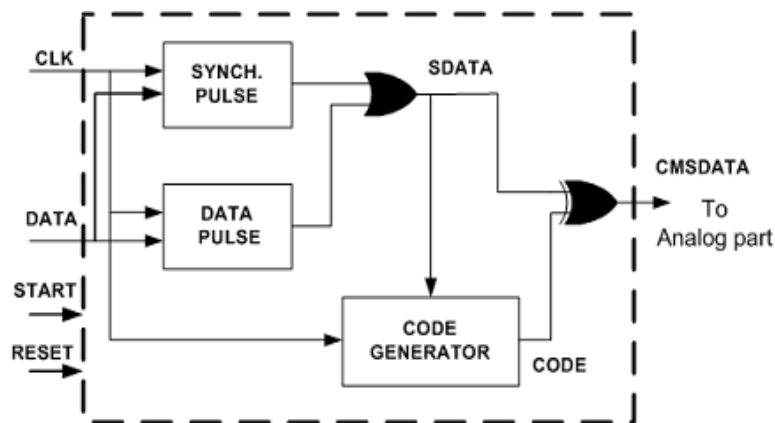 CLK
SYNCH.
PULSE
SDATA
CMSDATA
To
Analog part
DATA
DATA
PULSE
START
RESET
CODE
GENERATOR
CODE